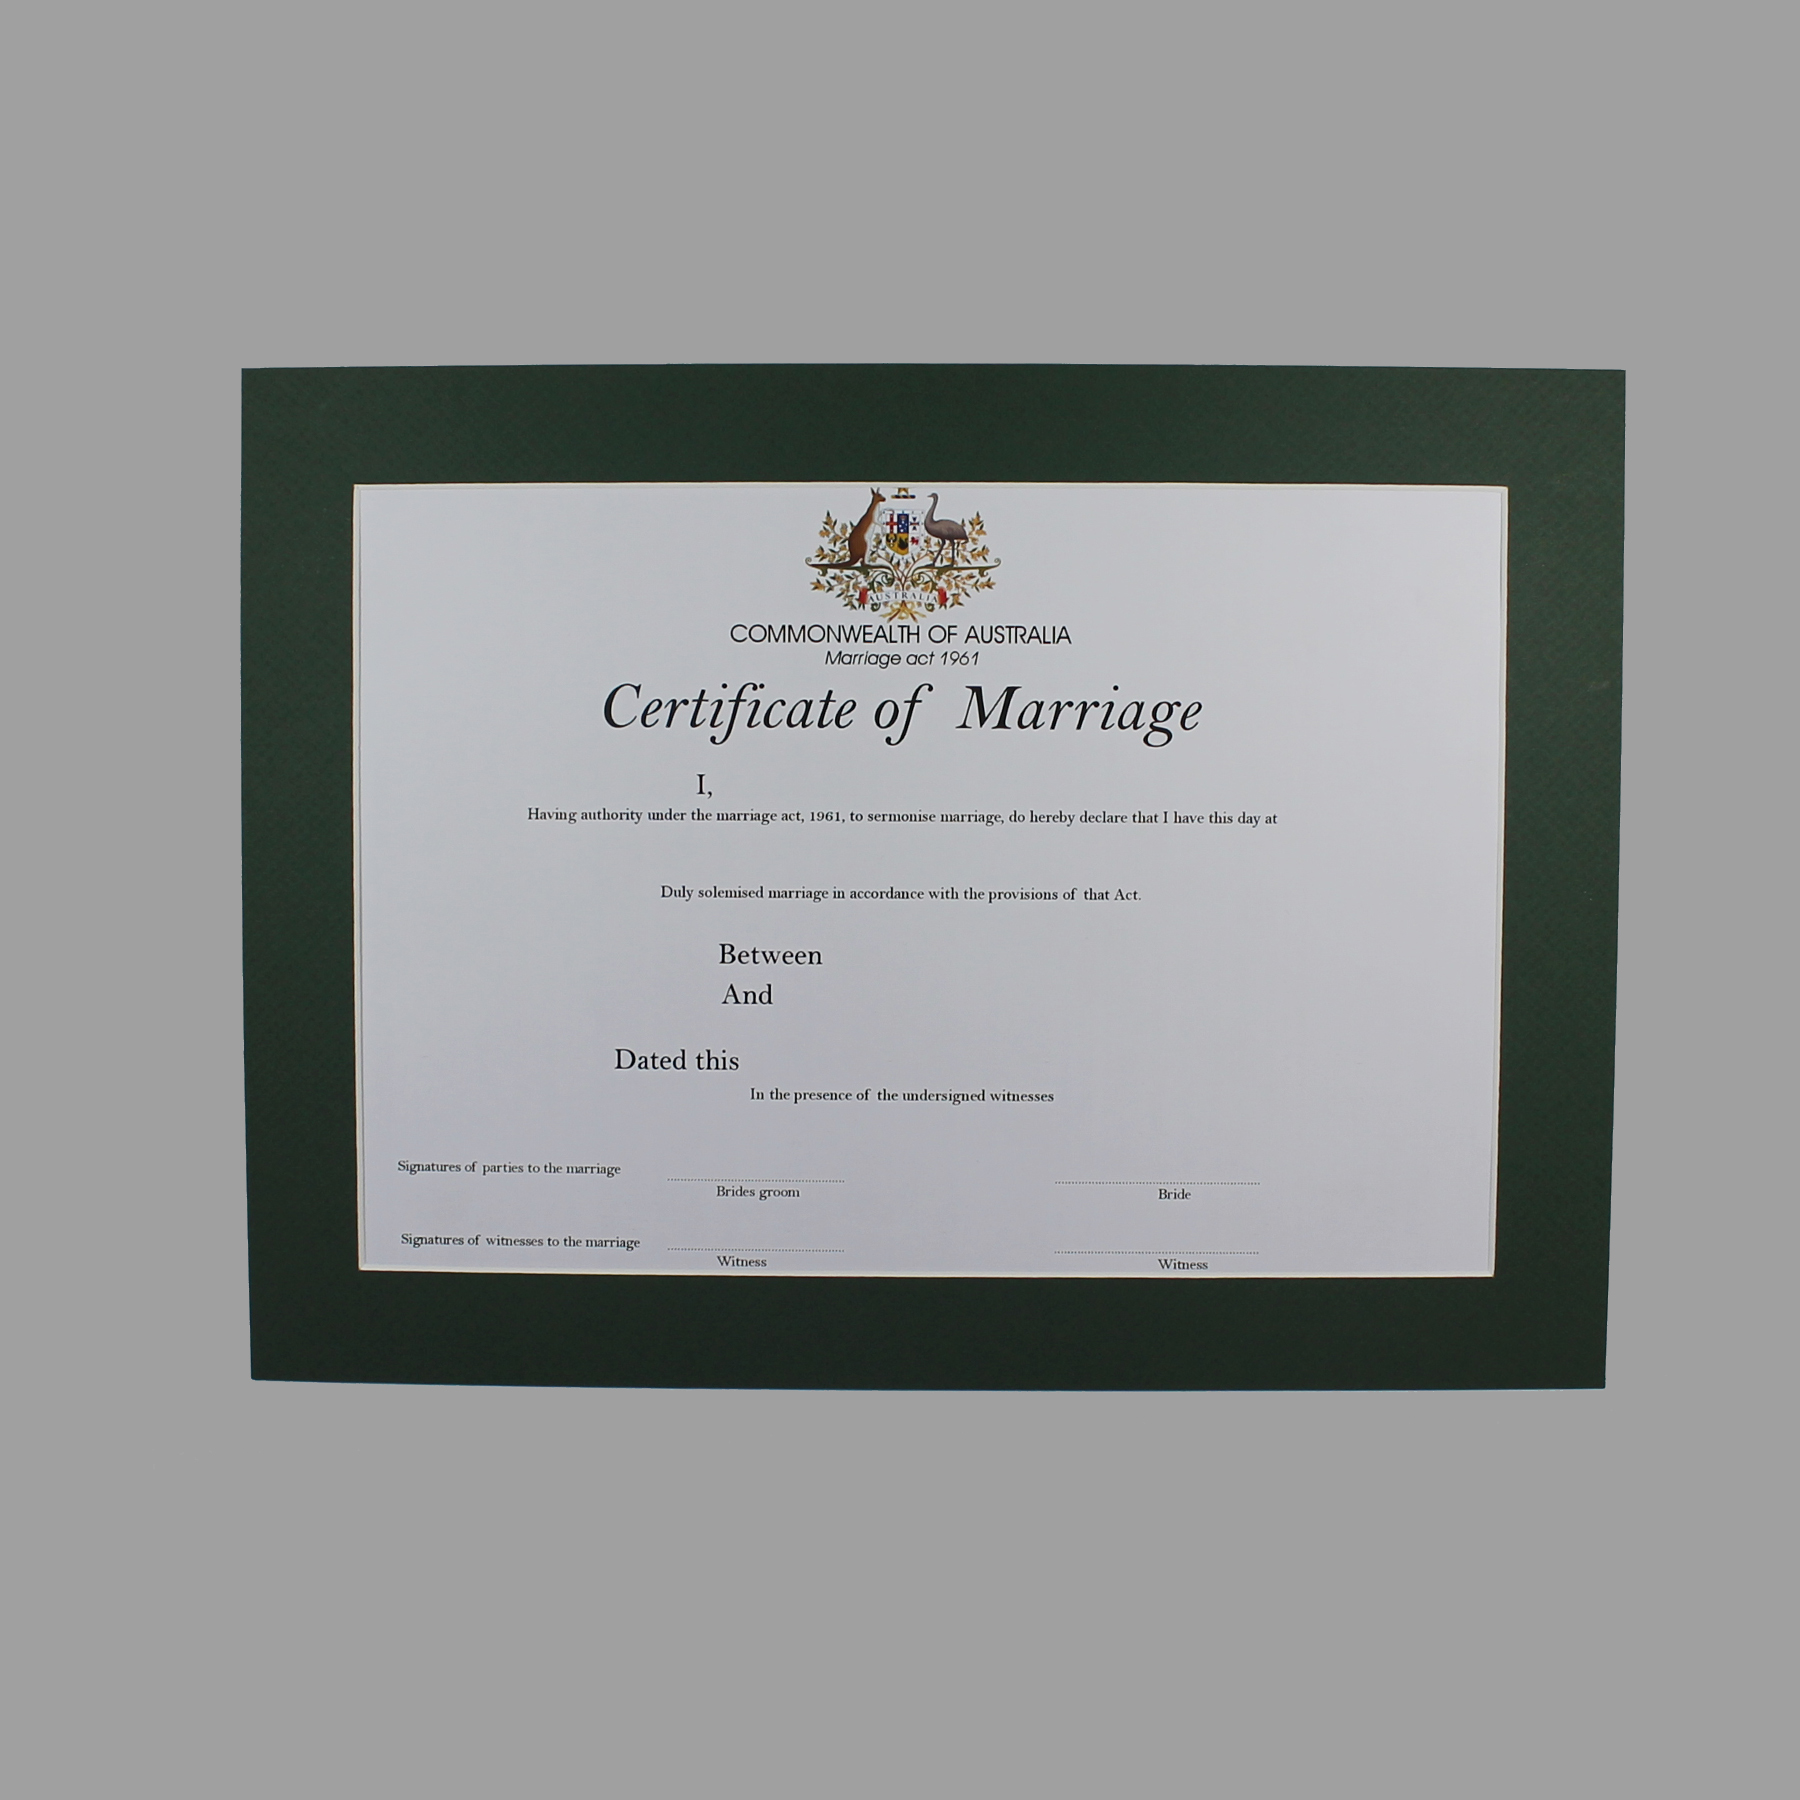 AUSTRALIA
COMMONWEALTH OF AUSTRALIA
Marriage act 1961
Certificate of Marriage
I,
Having authority under the marriage act, 1961, to sermonise marriage, do hereby declare that I have this day at
Duly solemised marriage in accordance with the provisions of that Act.
Between
And
Dated this
In the presence of the undersigned witnesses
Signatures of parties to the marriage
Brides groom Bride
Signatures of witnesses to the marriage
Witness Witness